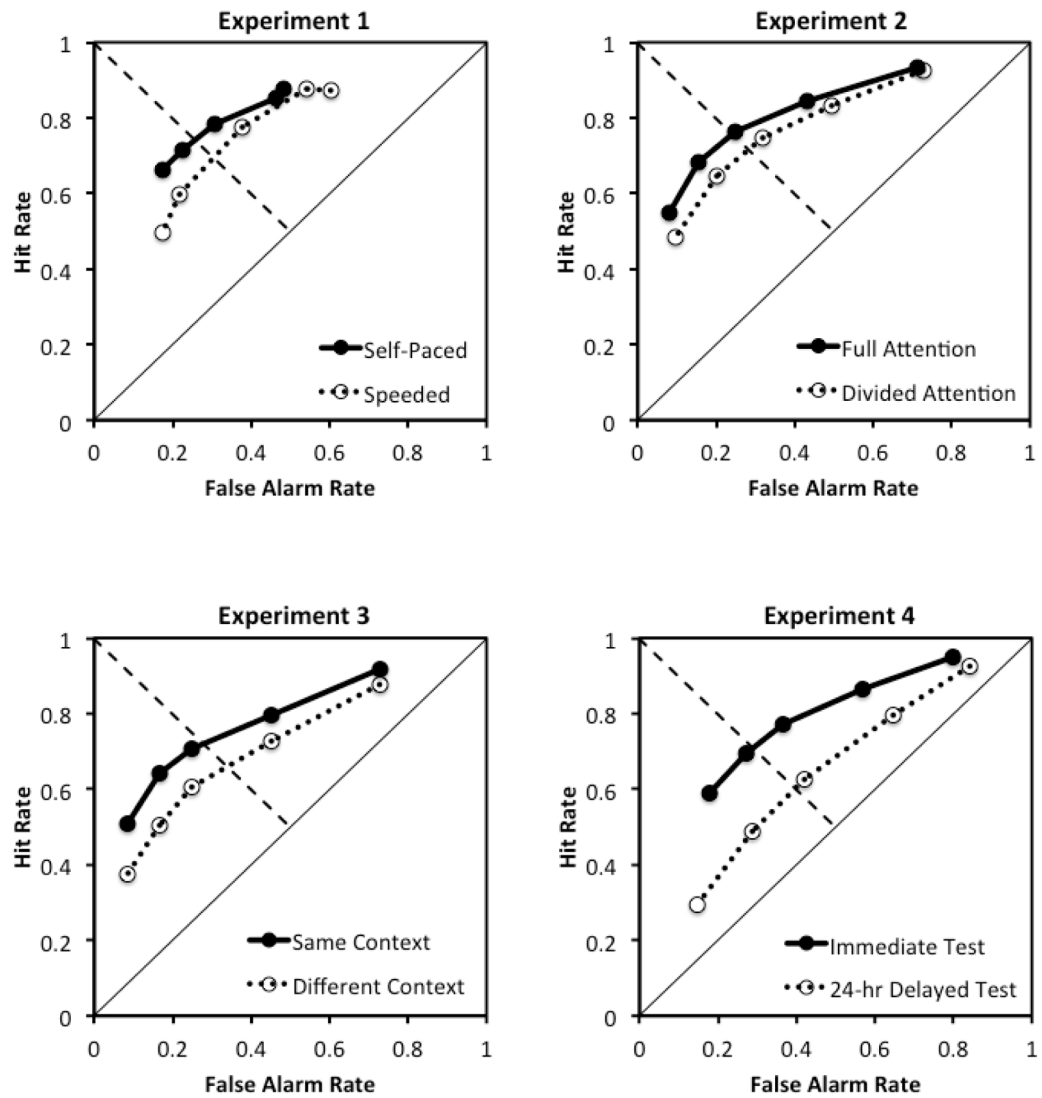 Experiment 1
1
0.8
0.6
0.4
0.2
0
Hit Rate
Self-Paced
Speeded
0 0.2 0.4 0.6 0.8 1
False Alarm Rate
Experiment 2
1
0.8
0.6
0.4
0.2
0
Hit Rate
Full Attention
Divided Attention
0 0.2 0.4 0.6 0.8 1
False Alarm Rate
Experiment 3
1
0.8
0.6
0.4
0.2
0
Hit Rate
Same Context
Different Context
0 0.2 0.4 0.6 0.8 1
False Alarm Rate
Experiment 4
1
0.8
0.6
0.4
0.2
0
Hit Rate
Immediate Test
24-hr Delayed Test
0 0.2 0.4 0.6 0.8 1
False Alarm Rate